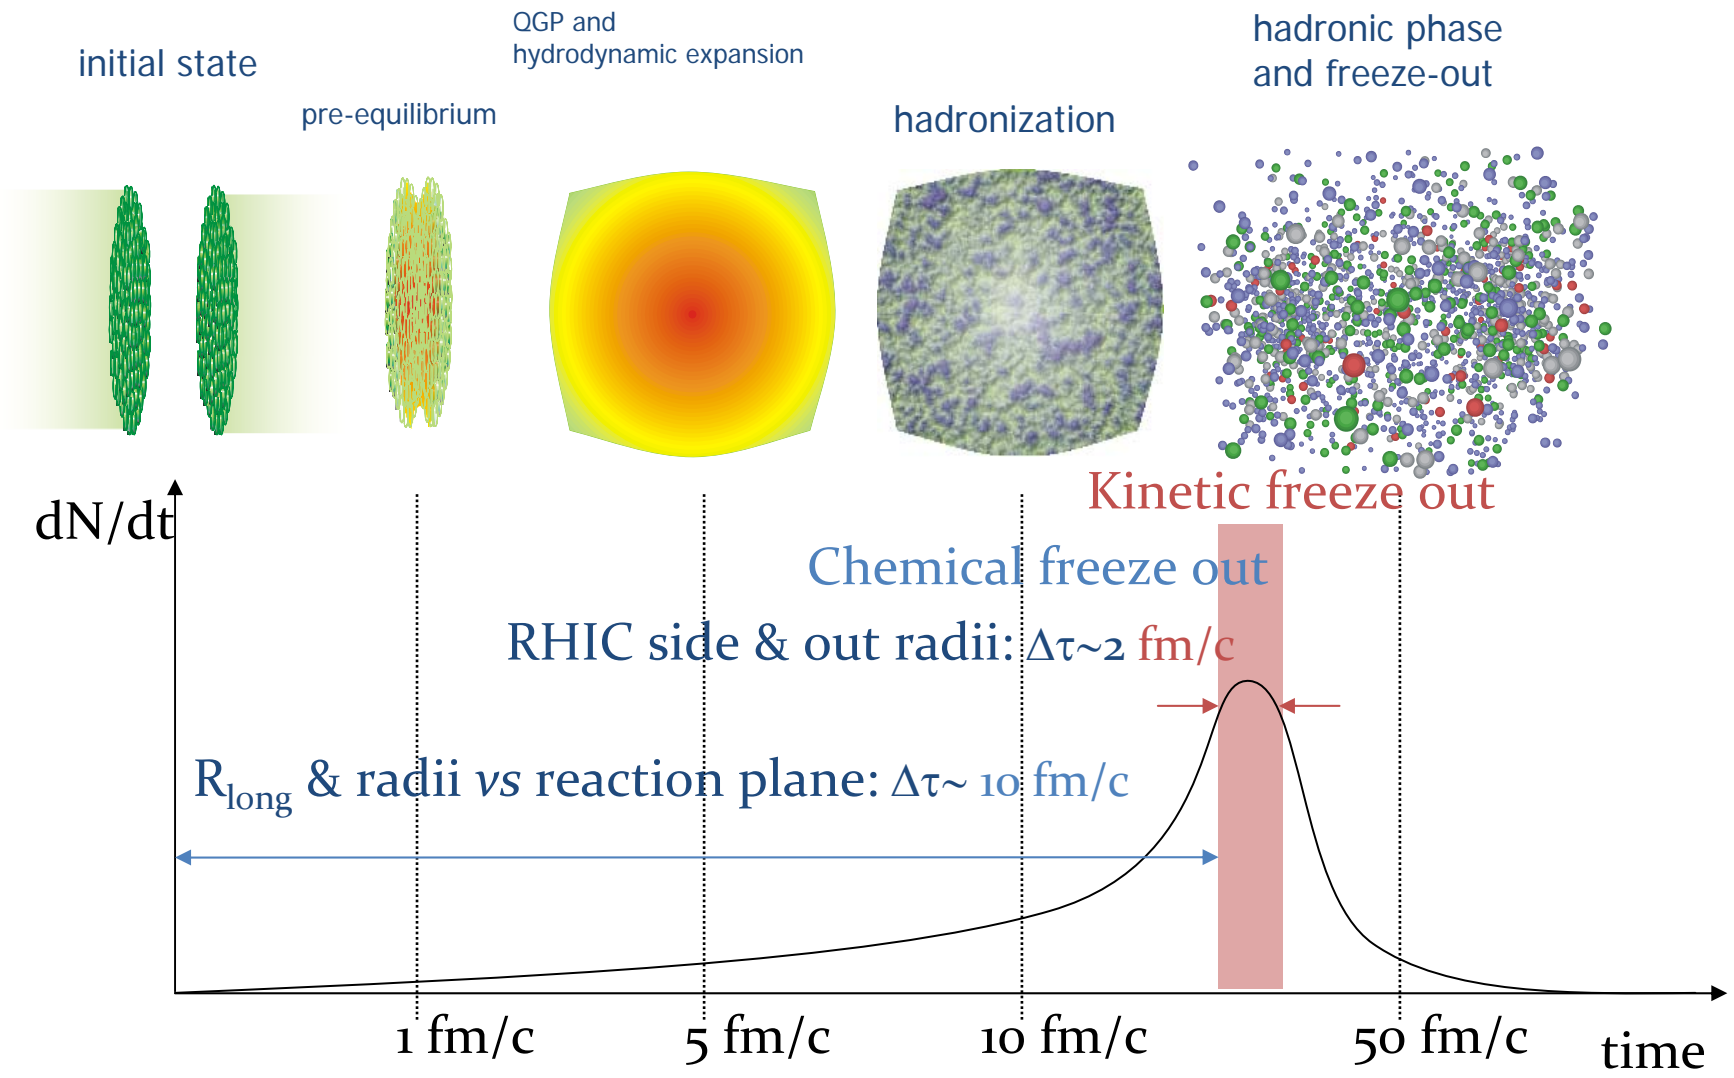 initial state
pre-equilibrium
QGP and
hydrodynamic expansion
hadronization
hadronic phase
and freeze-out
dN/dt
Kinetic freeze out
Chemical freeze out
RHIC side & out radii: Δτ~2 fm/c
Rlong & radii vs reaction plane: Δτ~ 10 fm/c
1 fm/c
5 fm/c
10 fm/c
50 fm/c
time